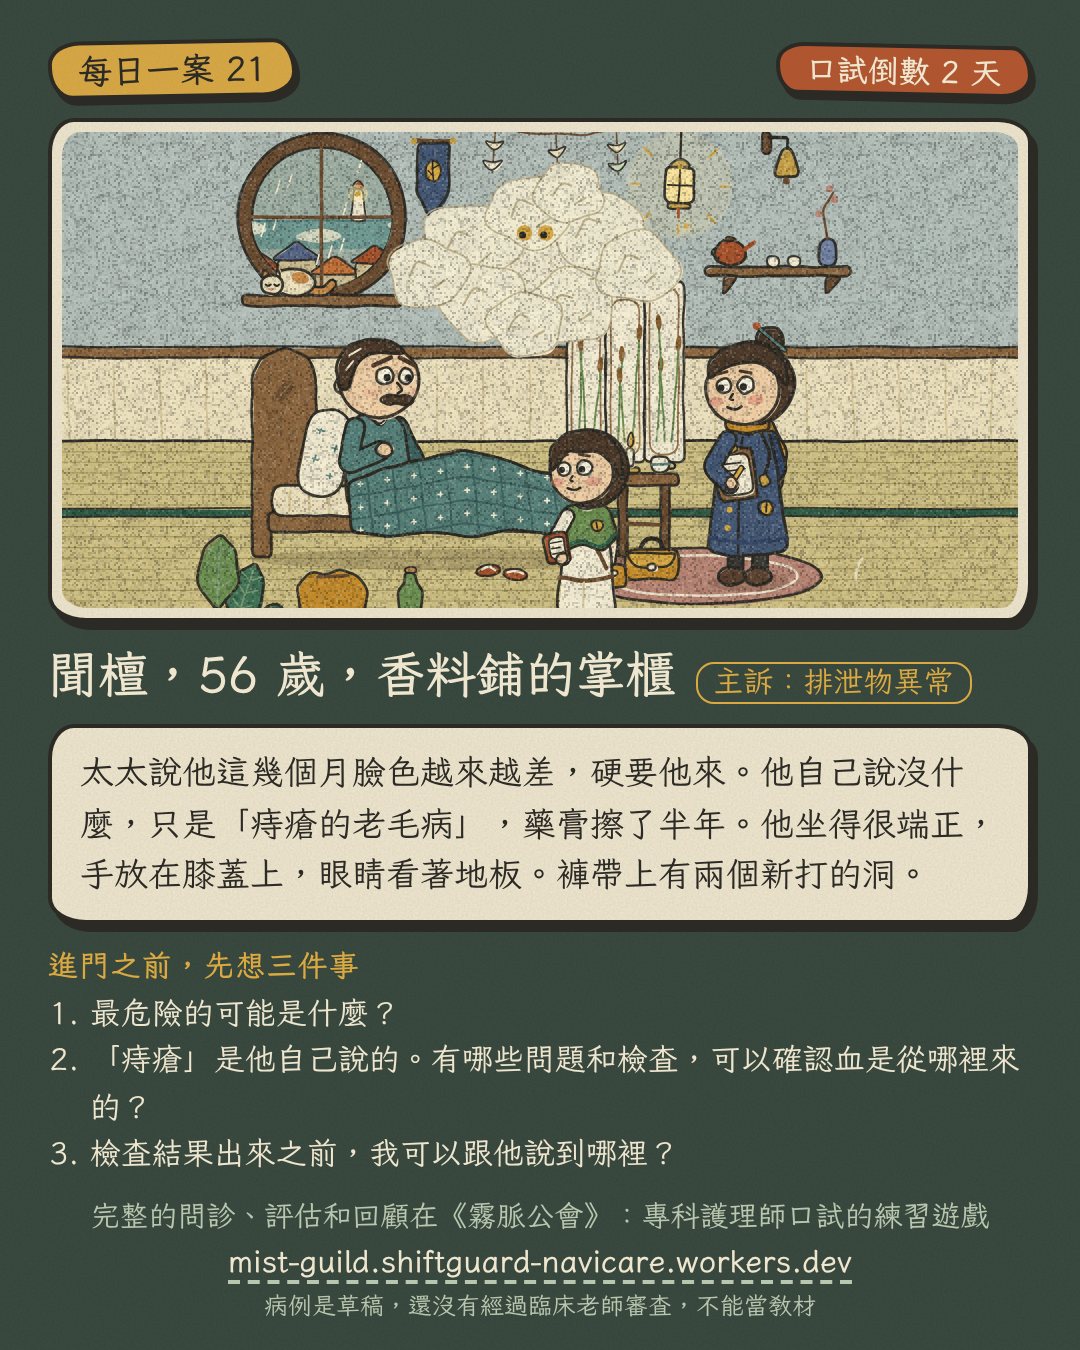 每日一案 21
口試倒數 2 天
聞檀，56 歲，香料鋪的掌櫃
主訴：排泄物異常
太太說他這幾個月臉色越來越差，硬要他來。他自己說沒什
麼，只是「痔瘡的老毛病」，藥膏擦了半年。他坐得很端正，
手放在膝蓋上，眼睛看著地板。褲帶上有兩個新打的洞。
進門之前，先想三件事
1. 最危險的可能是什麼？
2. 「痔瘡」是他自己說的。有哪些問題和檢查，可以確認血是從哪裡來
的？
3. 檢查結果出來之前，我可以跟他說到哪裡？
完整的問診、評估和回顧在《霧脈公會》：專科護理師口試的練習遊戲
mist-guild.shiftguard-navicare.workers.dev
病例是草稿，還沒有經過臨床老師審查，不能當教材